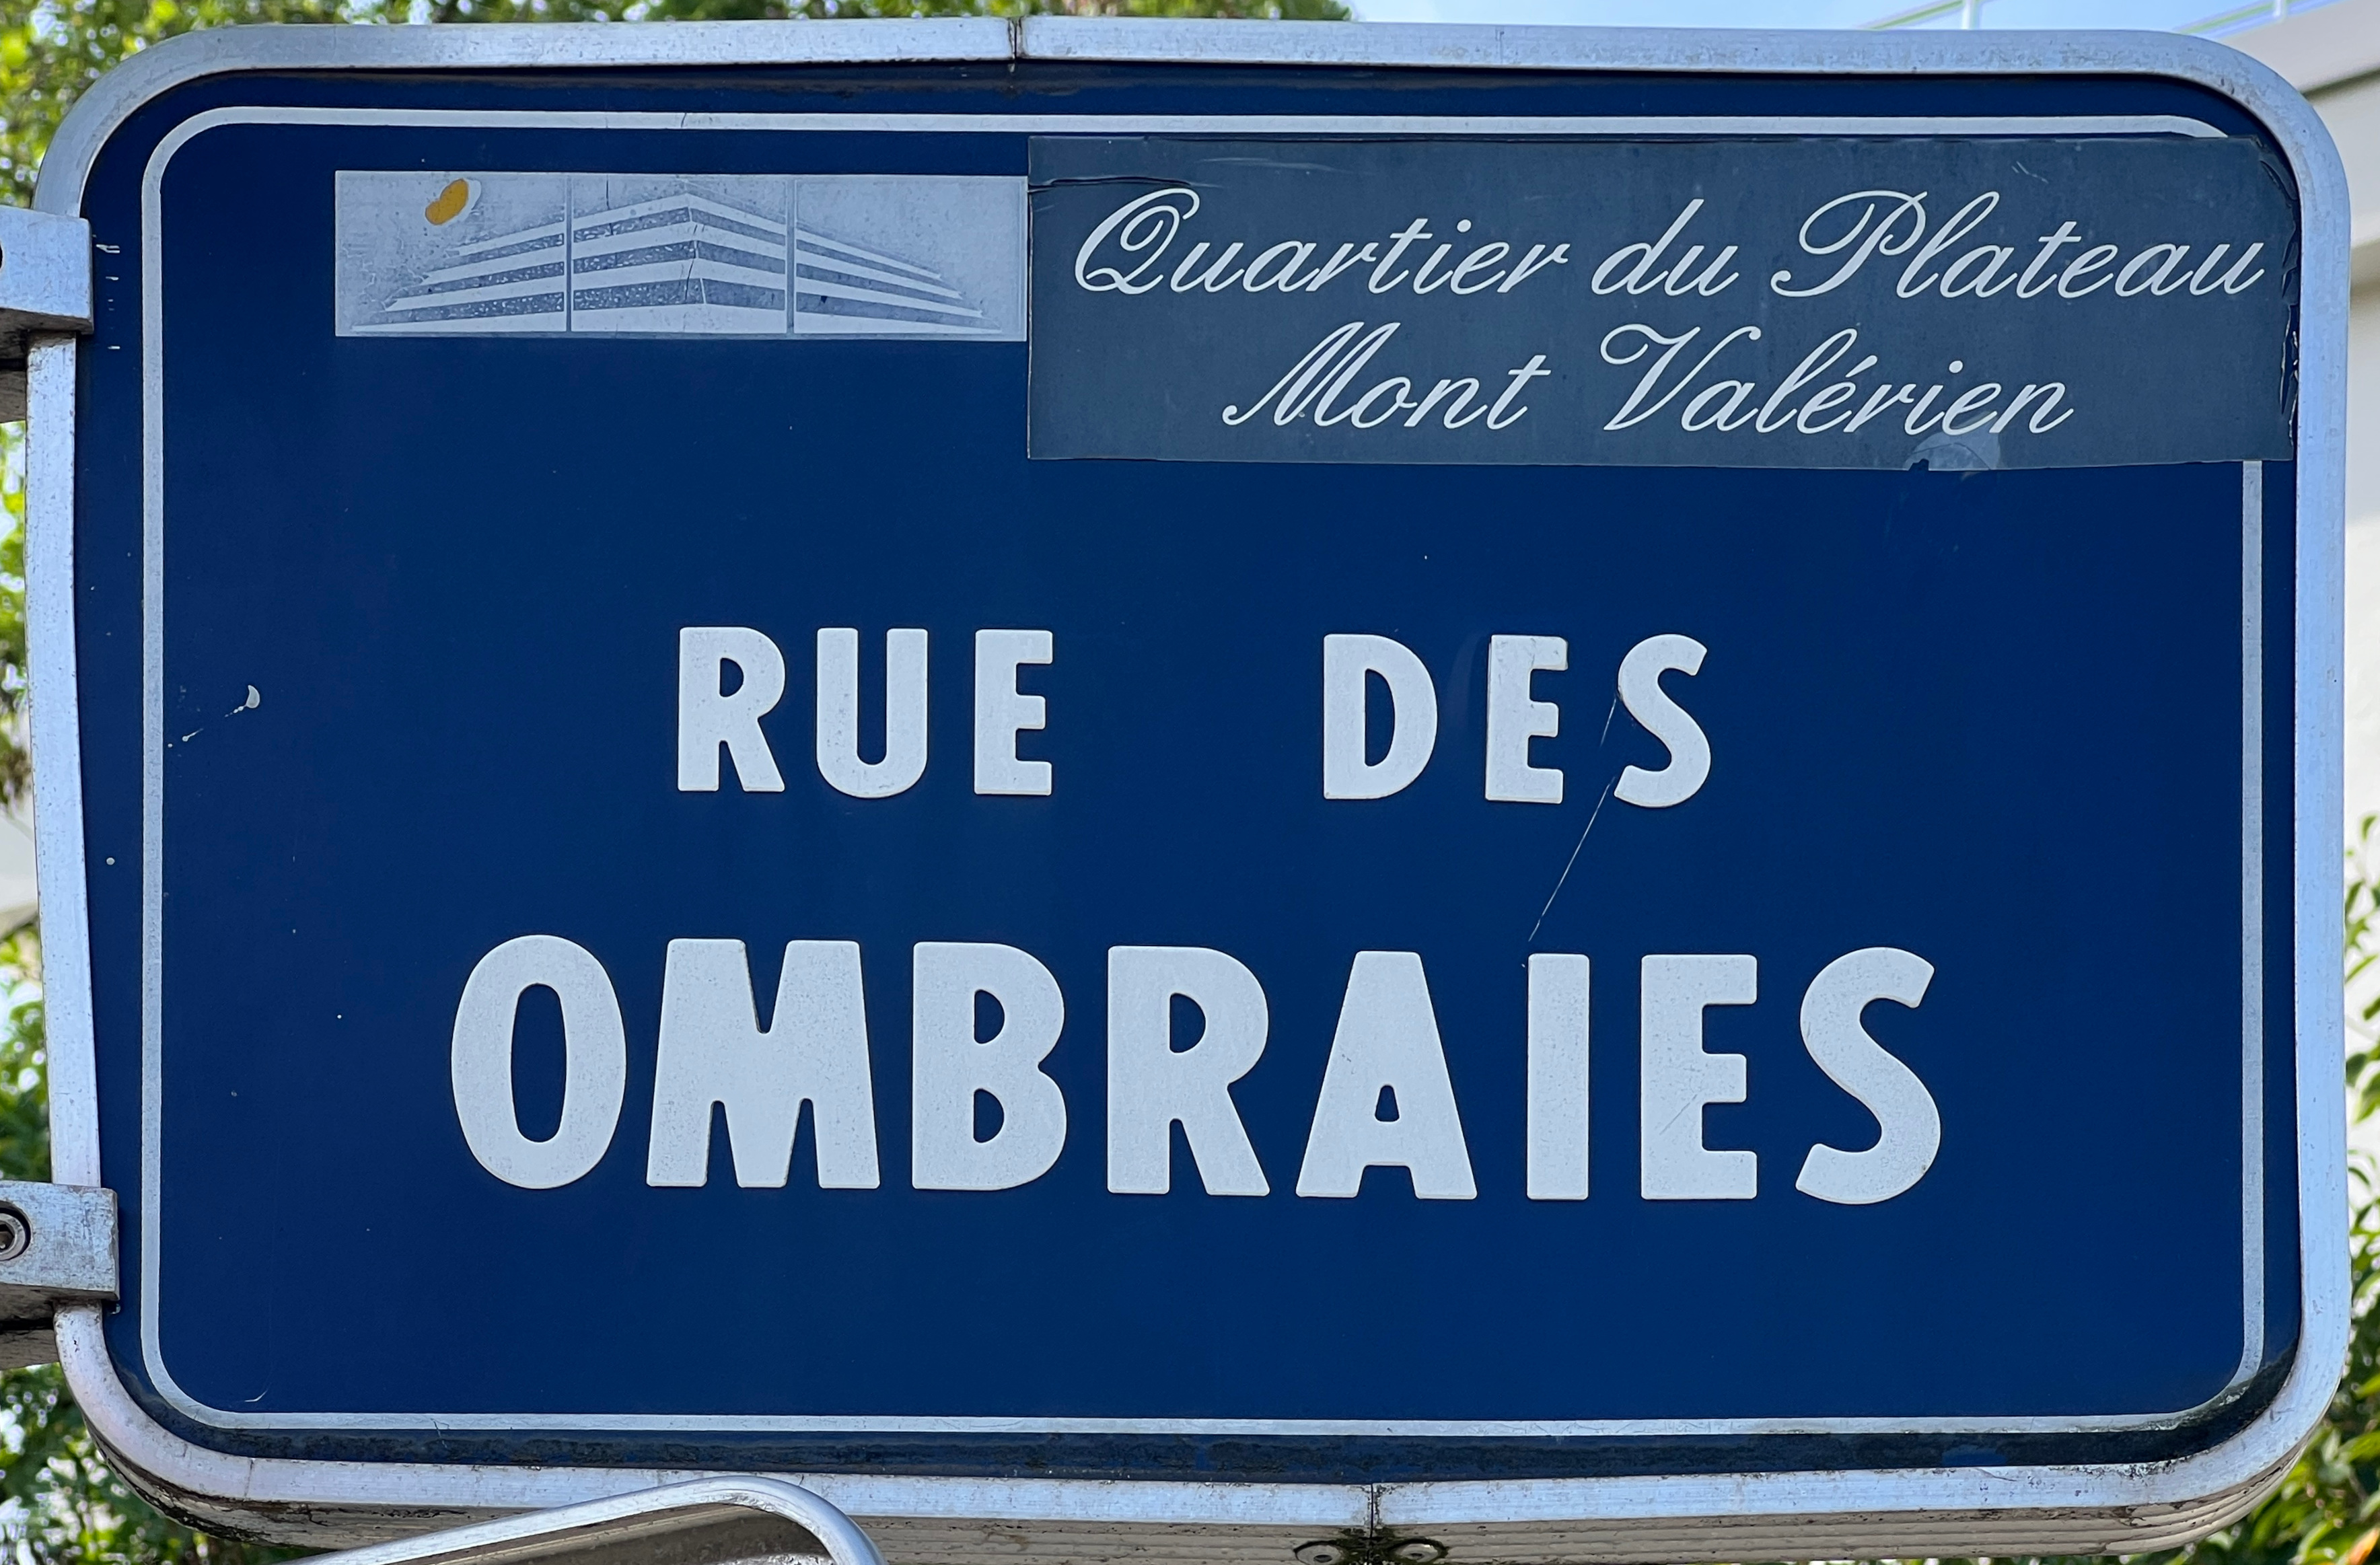 Quartier du Plateau
Mont Valérien
RUE DES
OMBRAIES